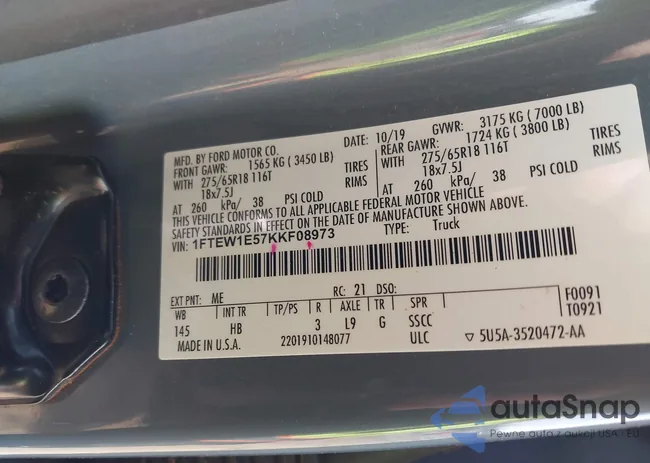 MFD. BY FORD MOTOR CO. DATE: 10/19 GVWR: 3175 KG ( 7000 LB)
FRONT GAWR: 1565 KG ( 3450 LB) REAR GAWR: 1724 KG ( 3800 LB)
WITH 275/65R18 116T TIRES WITH 275/65R18 116T TIRES
18x7.5J RIMS 18x7.5J RIMS
AT 260 kPa/ 38 PSI COLD AT 260 kPa/ 38 PSI COLD
THIS VEHICLE CONFORMS TO ALL APPLICABLE FEDERAL MOTOR VEHICLE
SAFETY STANDARDS IN EFFECT ON THE DATE OF MANUFACTURE SHOWN ABOVE.
VIN: 1FTEW1E57KKF08973 TYPE: Truck
EXT PNT: ME RC: 21 DSO: F0091
WB INT TR TP/PS R AXLE TR SPR T0921
145 HB 3 L9 G SSCC
MADE IN U.S.A. 2201910148077 ULC ▽ 5U5A-3520472-AA
autaSnap
Pewne auto z aukcji USA - EU